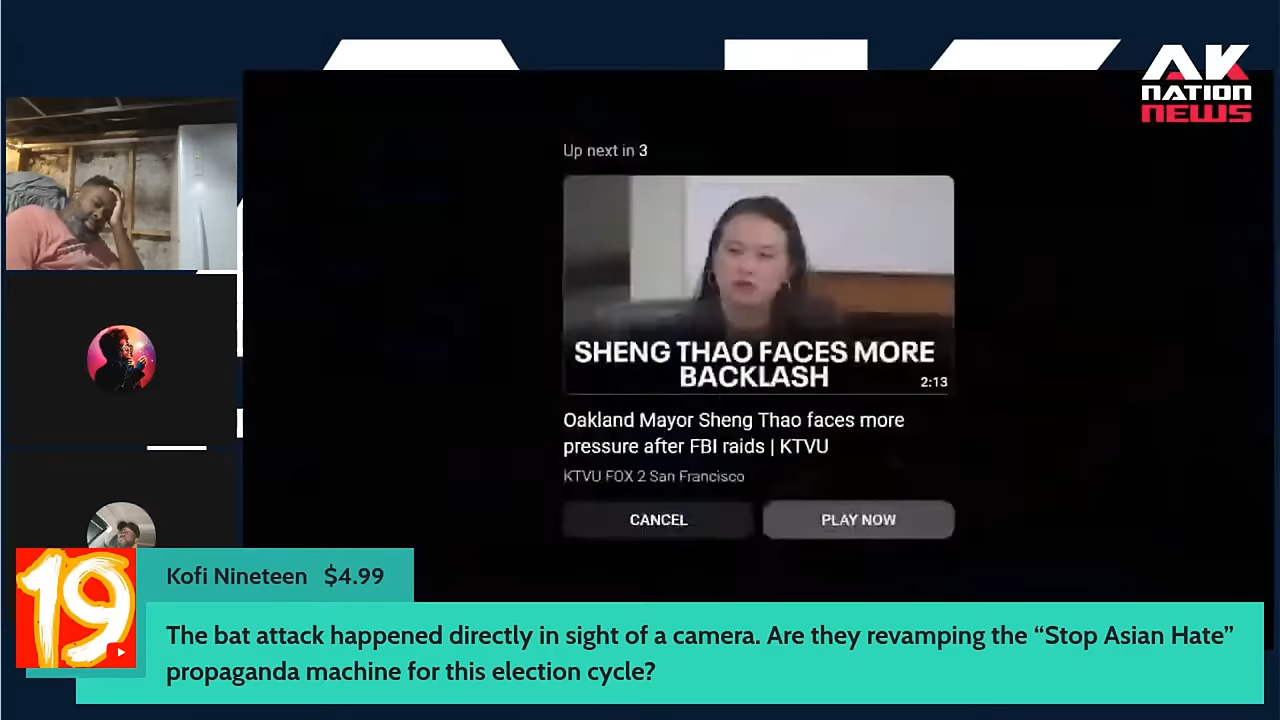 AK
NATION
NEWS
Up next in 3
SHENG THAO FACES MORE
BACKLASH
2:13
Oakland Mayor Sheng Thao faces more
pressure after FBI raids | KTVU
KTVU FOX 2 San Francisco
CANCEL
PLAY NOW
19
Kofi Nineteen $4.99
The bat attack happened directly in sight of a camera. Are they revamping the “Stop Asian Hate”
propaganda machine for this election cycle?